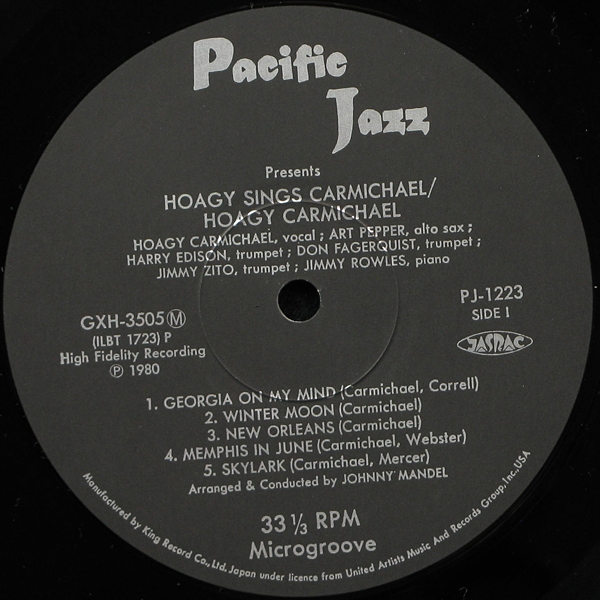 Pacific
Jazz
Presents
HOAGY SINGS CARMICHAEL/
HOAGY CARMICHAEL
HOAGY CARMICHAEL, vocal ; ART PEPPER, alto sax ;
HARRY EDISON, trumpet ; DON FAGERQUIST, trumpet ;
JIMMY ZITO, trumpet ; JIMMY ROWLES, piano
GXH-3505 Ⓜ
(ILBT 1723) P
High Fidelity Recording
Ⓟ 1980
PJ-1223
SIDE I
JASRAC
1. GEORGIA ON MY MIND (Carmichael, Correll)
2. WINTER MOON (Carmichael)
3. NEW ORLEANS (Carmichael)
4. MEMPHIS IN JUNE (Carmichael, Webster)
5. SKYLARK (Carmichael, Mercer)
Arranged & Conducted by JOHNNY MANDEL
33 1/3 RPM
Microgroove
Manufactured by King Record Co., Ltd. Japan under licence from United Artists Music And Records Group, Inc., USA